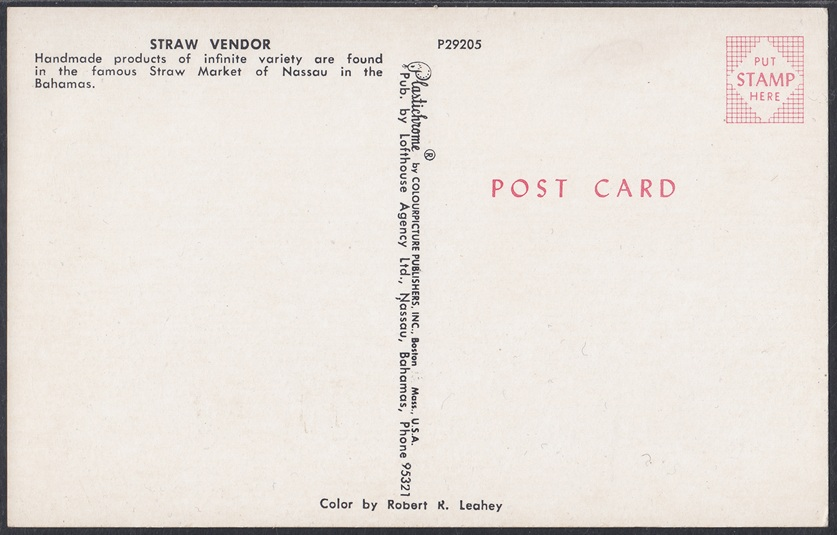 STRAW VENDOR
Handmade products of infinite variety are found
in the famous Straw Market of Nassau in the
Bahamas.
P29205
PUT
STAMP
HERE
POST CARD
Plastichrome ® by COLOURPICTURE PUBLISHERS, INC., Boston Mass., U.S.A.
Pub. by Lofthouse Agency Ltd., Nassau, Bahamas, Phone 95321
Color by Robert R. Leahey